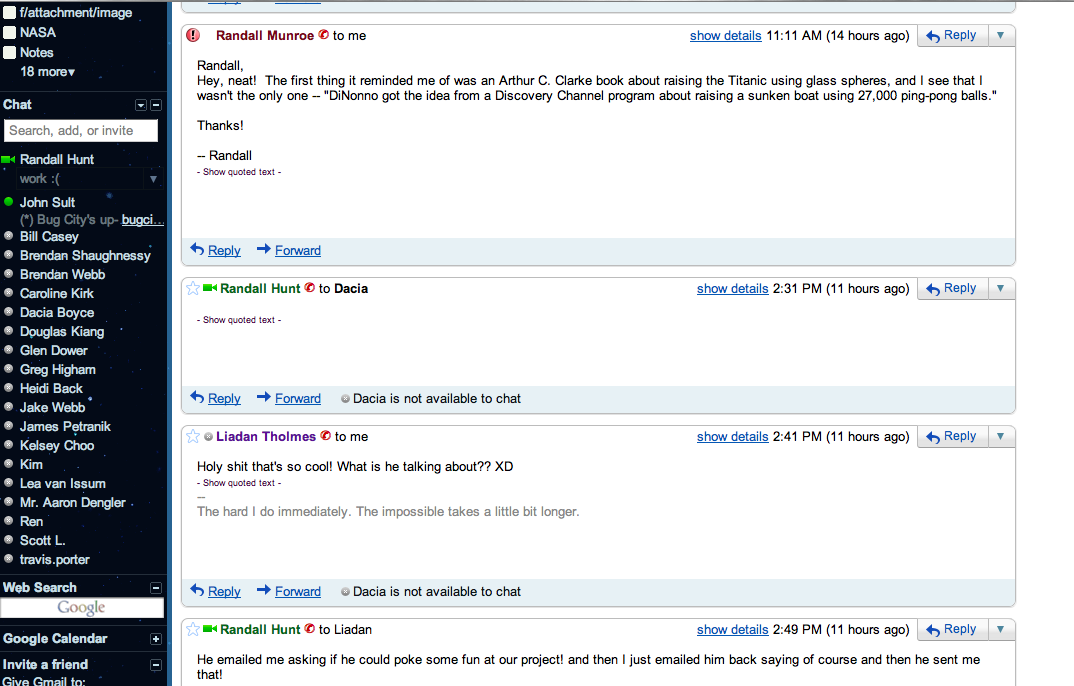 f/attachment/image
NASA
Notes
18 more▾
Chat
Search, add, or invite
Randall Hunt
work :(
John Sult
(*) Bug City's up- bugci...
Bill Casey
Brendan Shaughnessy
Brendan Webb
Caroline Kirk
Dacia Boyce
Douglas Kiang
Glen Dower
Greg Higham
Heidi Back
Jake Webb
James Petranik
Kelsey Choo
Kim
Lea van Issum
Mr. Aaron Dengler
Ren
Scott L.
travis.porter
Web Search
Google
Google Calendar
Invite a friend
Give Gmail to:
Randall Munroe to me show details 11:11 AM (14 hours ago) Reply
Randall,
Hey, neat! The first thing it reminded me of was an Arthur C. Clarke book about raising the Titanic using glass spheres, and I see that I
wasn't the only one -- "DiNonno got the idea from a Discovery Channel program about raising a sunken boat using 27,000 ping-pong balls."
Thanks!
-- Randall
- Show quoted text -
Reply Forward
Randall Hunt to Dacia show details 2:31 PM (11 hours ago) Reply
- Show quoted text -
Reply Forward Dacia is not available to chat
Liadan Tholmes to me show details 2:41 PM (11 hours ago) Reply
Holy shit that's so cool! What is he talking about?? XD
- Show quoted text -
--
The hard I do immediately. The impossible takes a little bit longer.
Reply Forward Dacia is not available to chat
Randall Hunt to Liadan show details 2:49 PM (11 hours ago) Reply
He emailed me asking if he could poke some fun at our project! and then I just emailed him back saying of course and then he sent me
that!